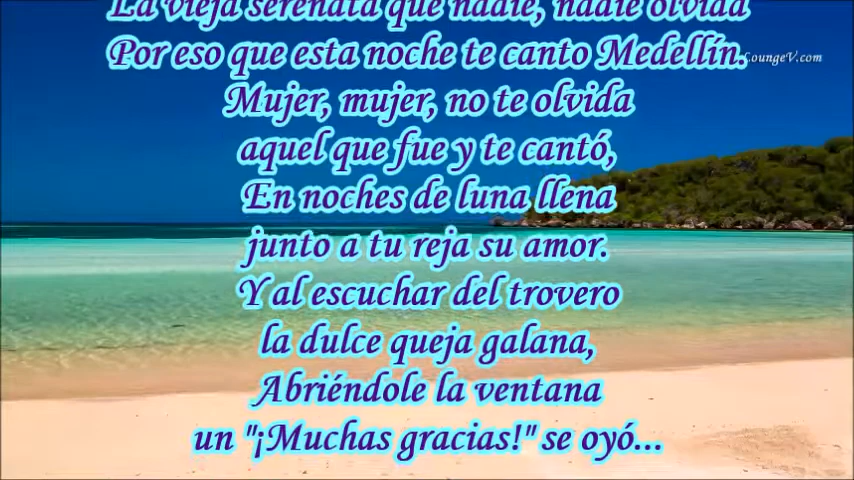 La vieja serenata que nadie, nadie olvida
Por eso que esta noche te canto Medellín.
LoungeV.com
Mujer, mujer, no te olvida
aquel que fue y te cantó,
En noches de luna llena
junto a tu reja su amor.
Y al escuchar del trovero
la dulce queja galana,
Abriéndole la ventana
un "¡Muchas gracias!" se oyó...